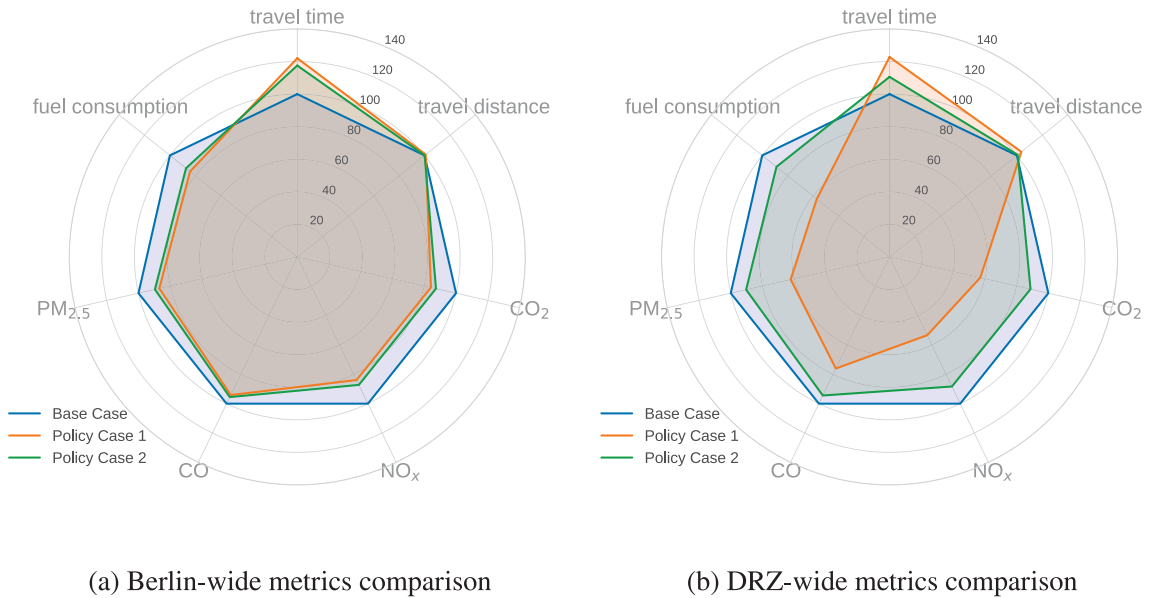 travel time
140
120
fuel consumption
100
travel distance
80
60
40
20
PM2.5
CO2
Base Case
Policy Case 1
Policy Case 2
CO
NOx
(a) Berlin-wide metrics comparison
travel time
140
120
fuel consumption
100
travel distance
80
60
40
20
PM2.5
CO2
Base Case
Policy Case 1
Policy Case 2
CO
NOx
(b) DRZ-wide metrics comparison